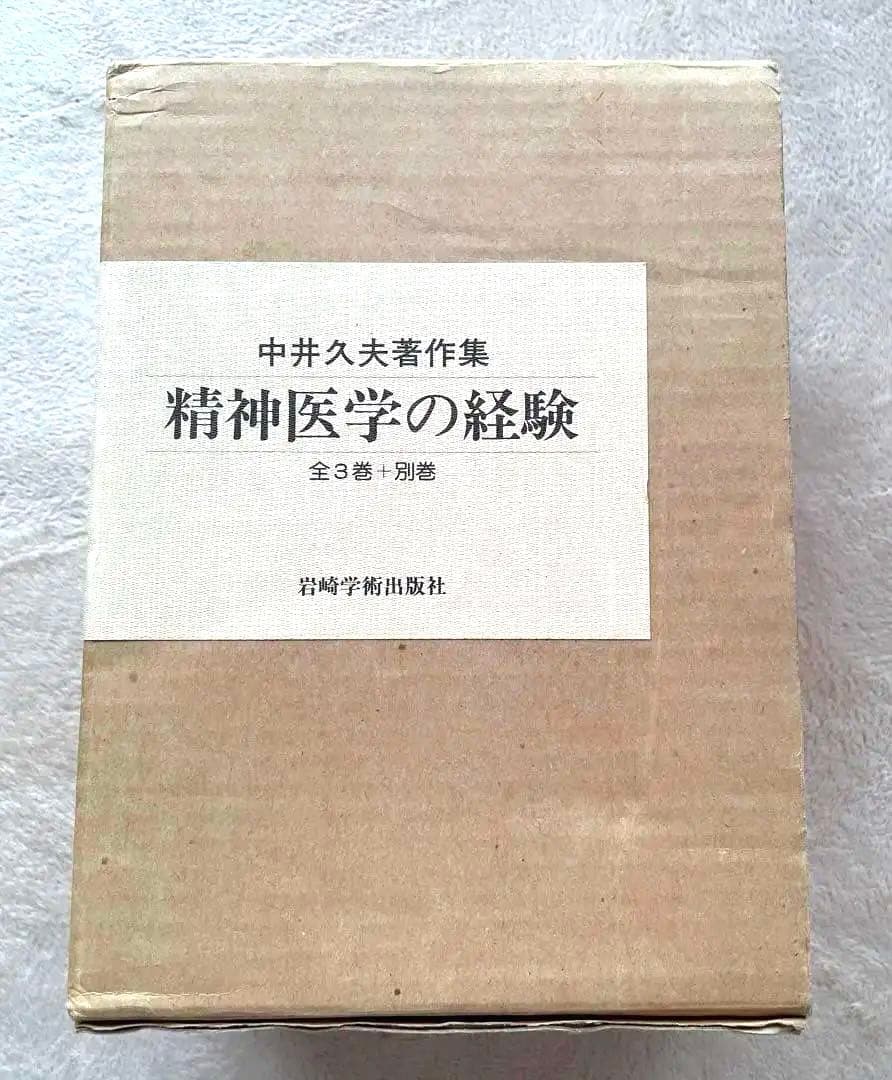 中井久夫著作集
精神医学の経験
全3巻+別巻
岩崎学術出版社